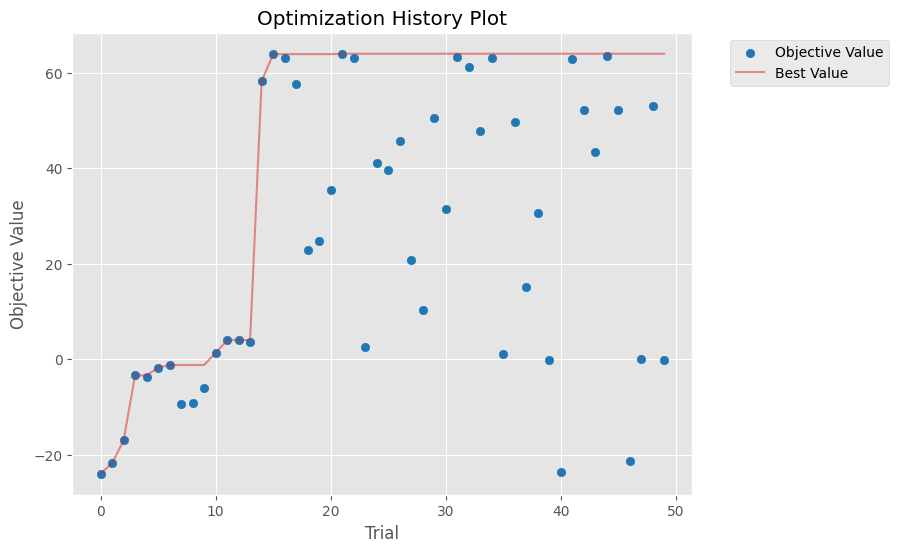 Optimization History Plot
Objective Value
Best Value
Objective Value
60
40
20
0
−20
0 10 20 30 40 50
Trial